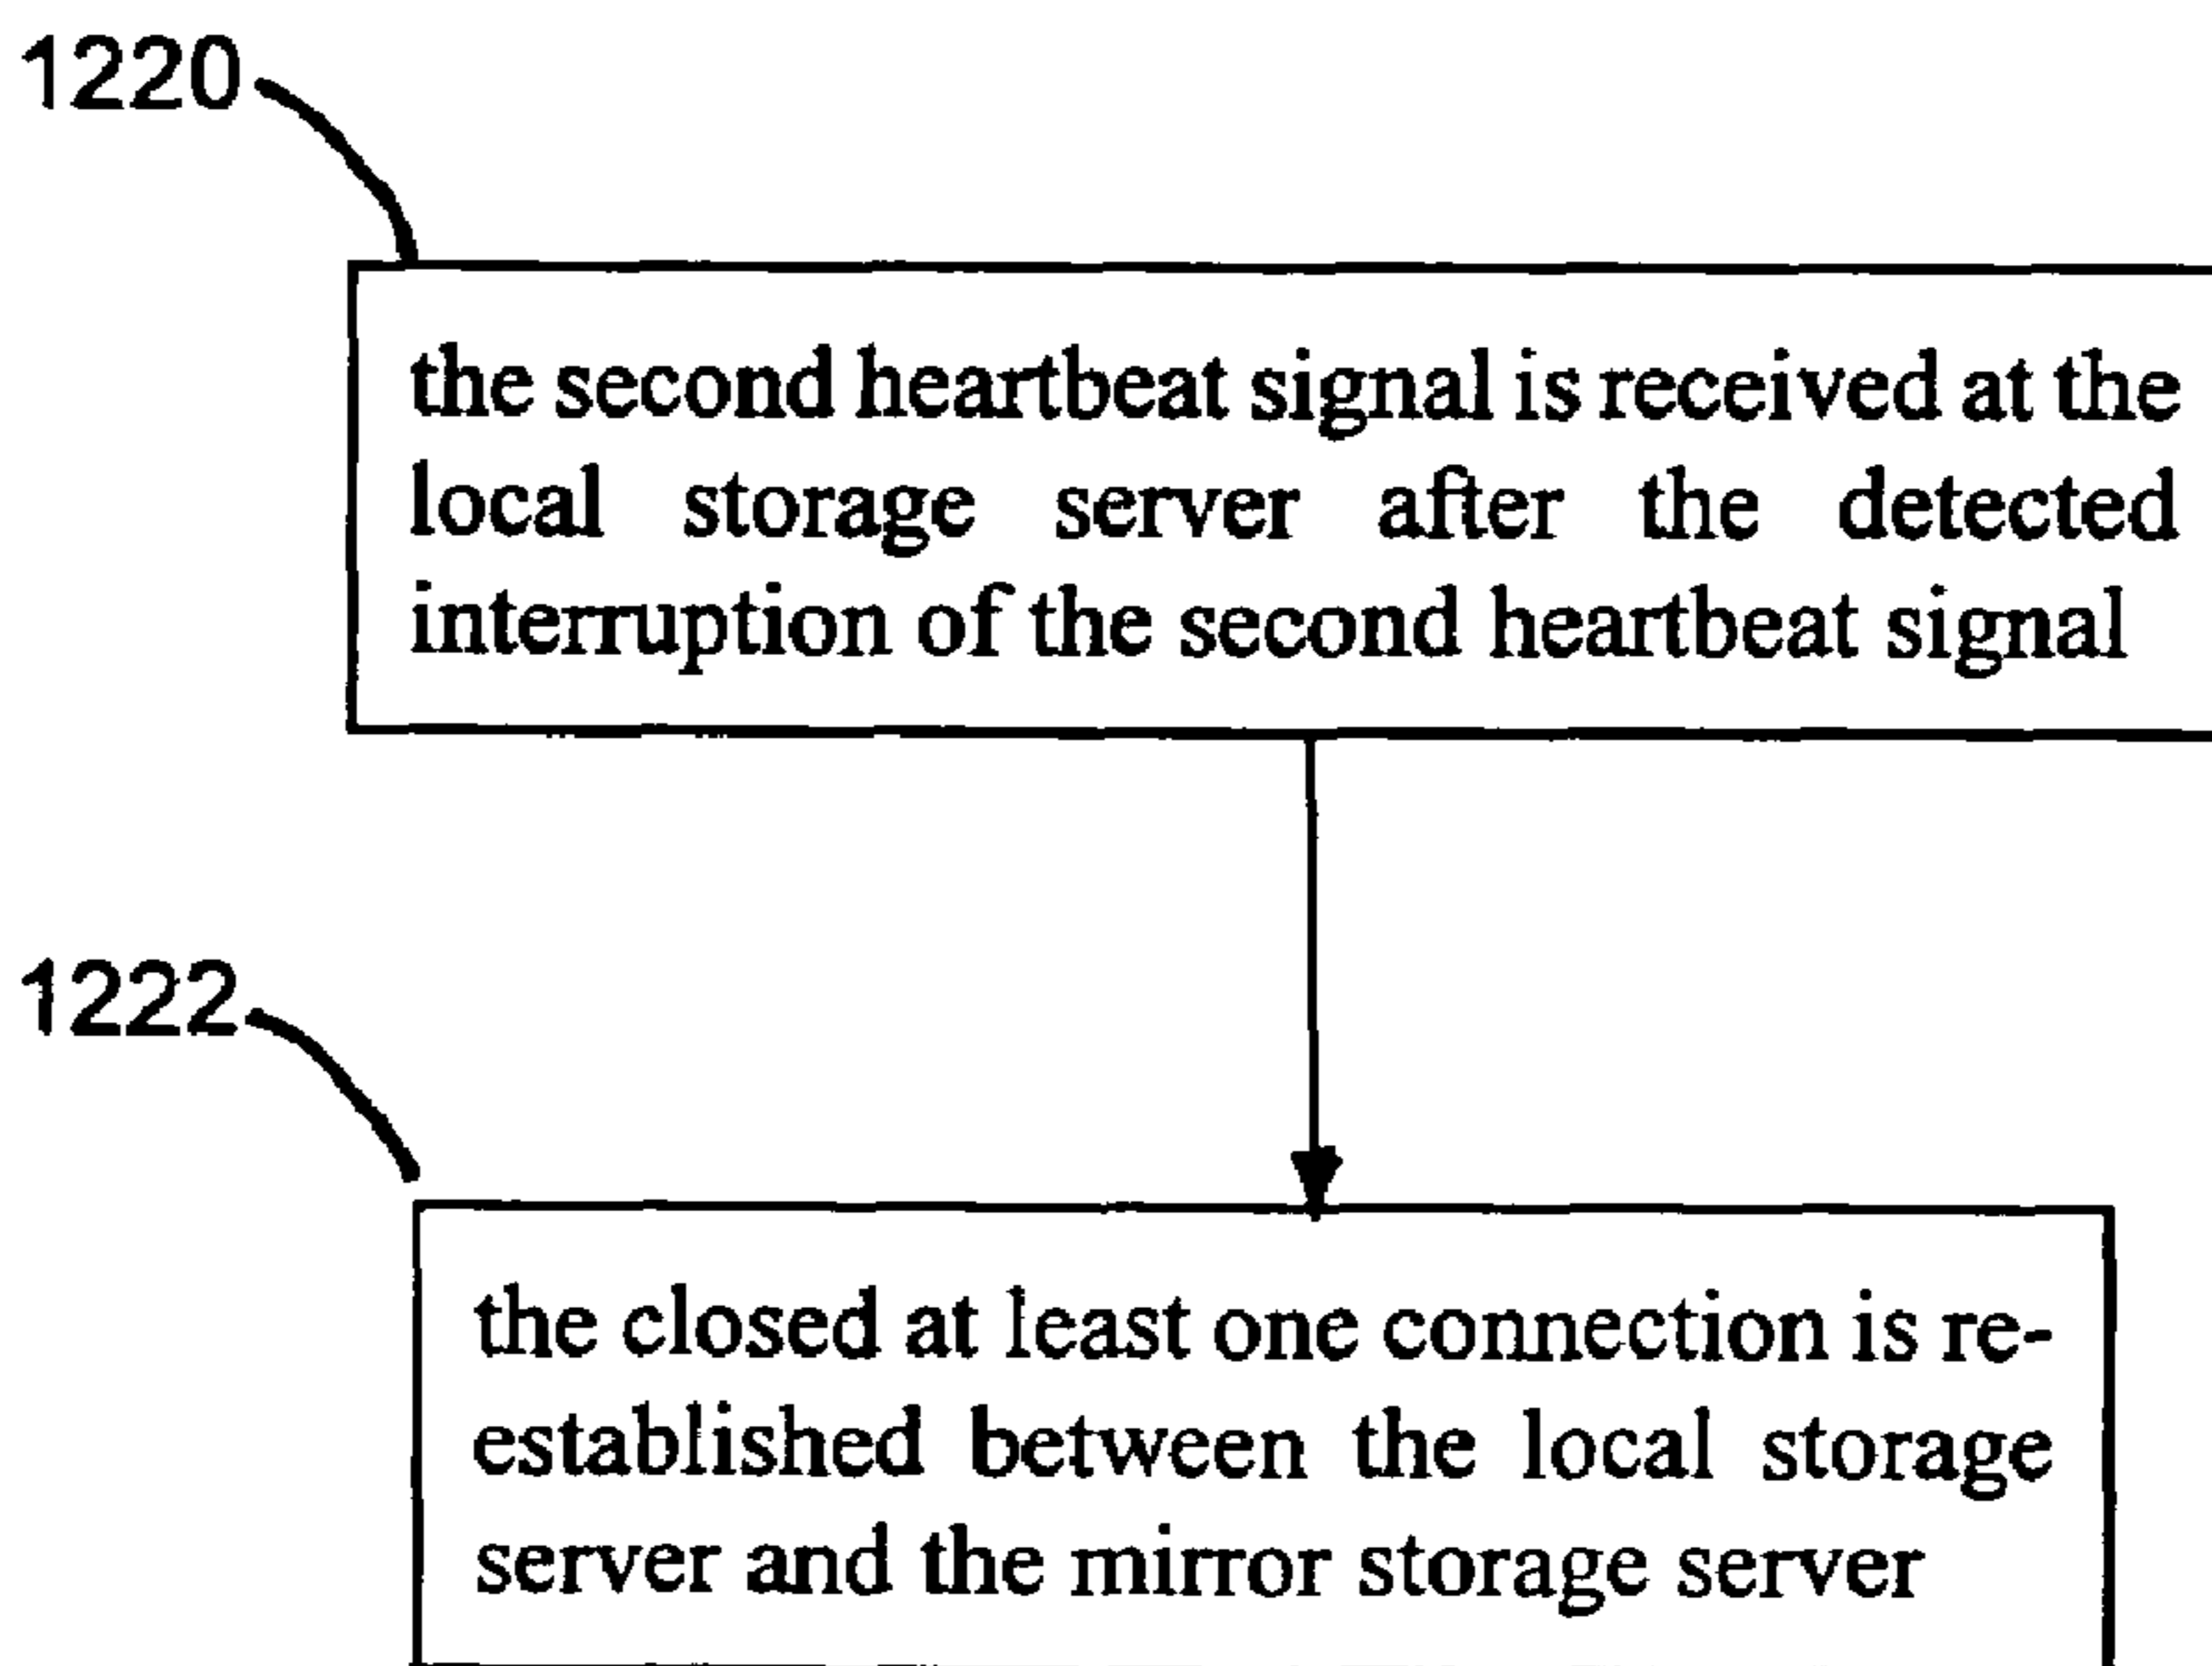 1220
the second heartbeat signal is received at the
local storage server after the detected
interruption of the second heartbeat signal
1222
the closed at least one connection is re-
established between the local storage
server and the mirror storage server